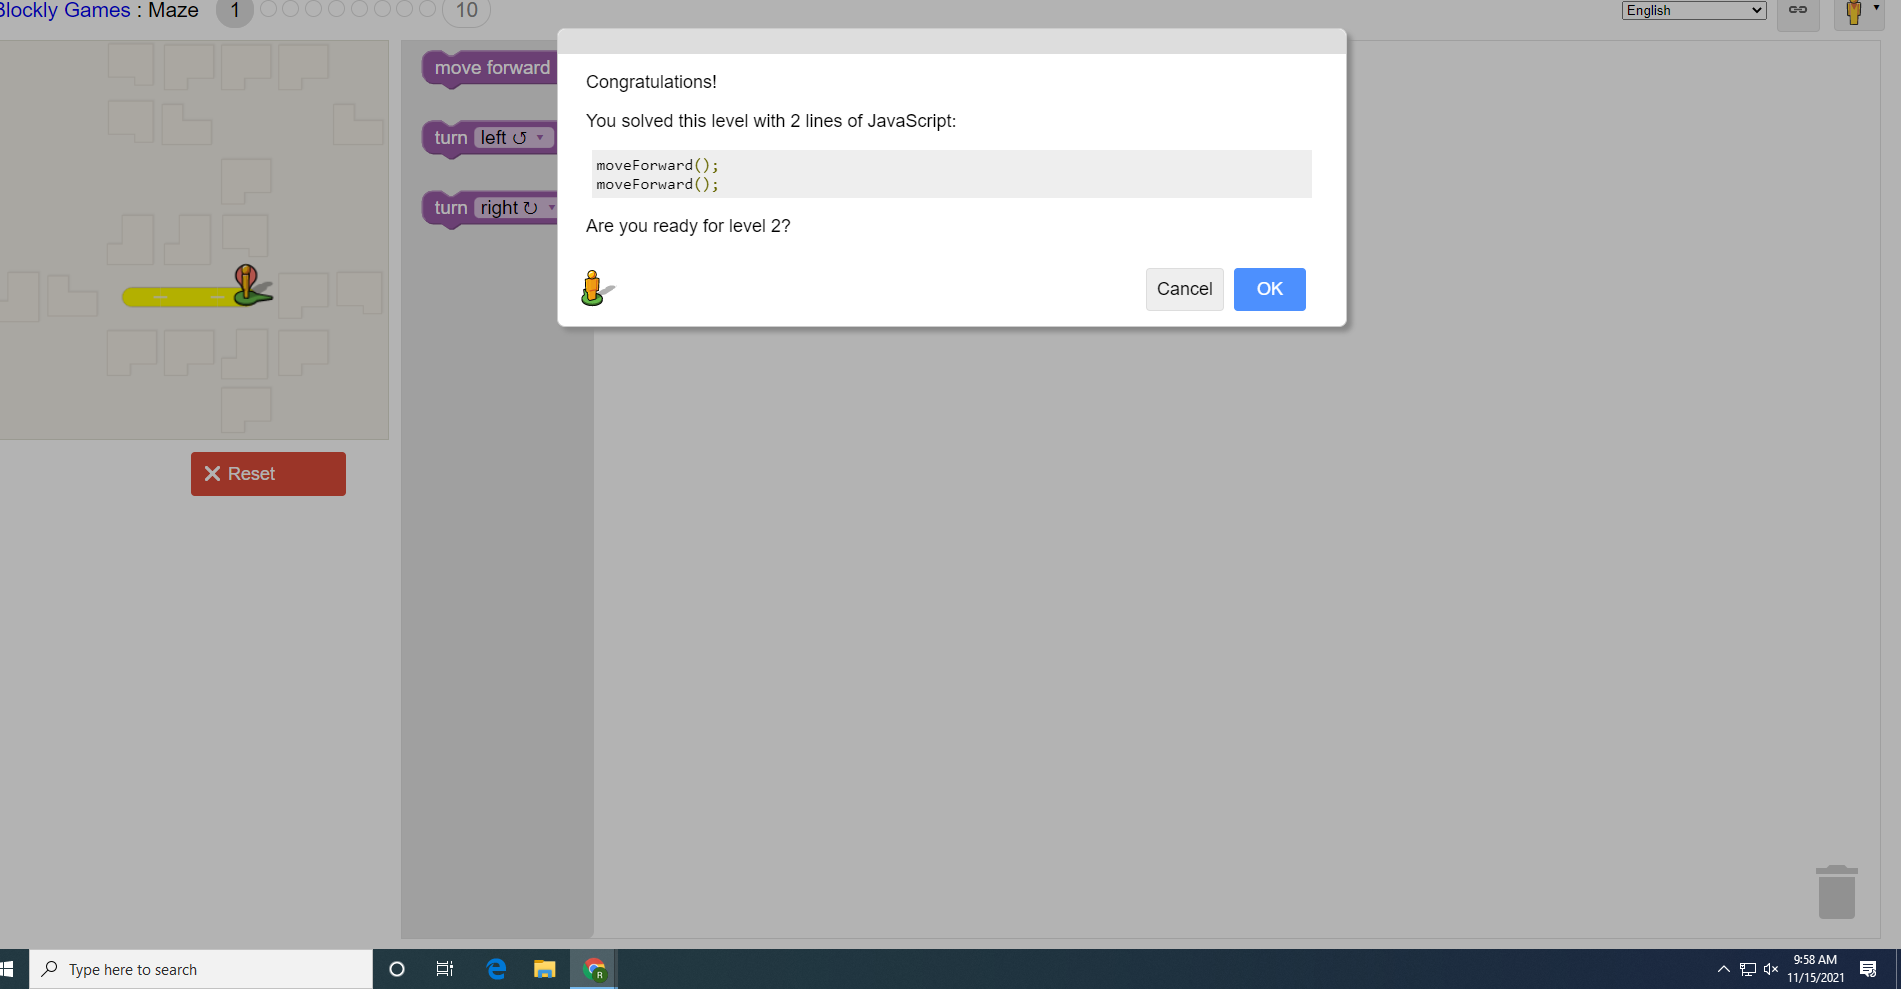 Blockly Games : Maze 1 10
English
move forward
turn left ↺
turn right ↻
Congratulations!
You solved this level with 2 lines of JavaScript:
moveForward();
moveForward();
Are you ready for level 2?
Cancel
OK
Reset
Type here to search
R
9:58 AM
11/15/2021